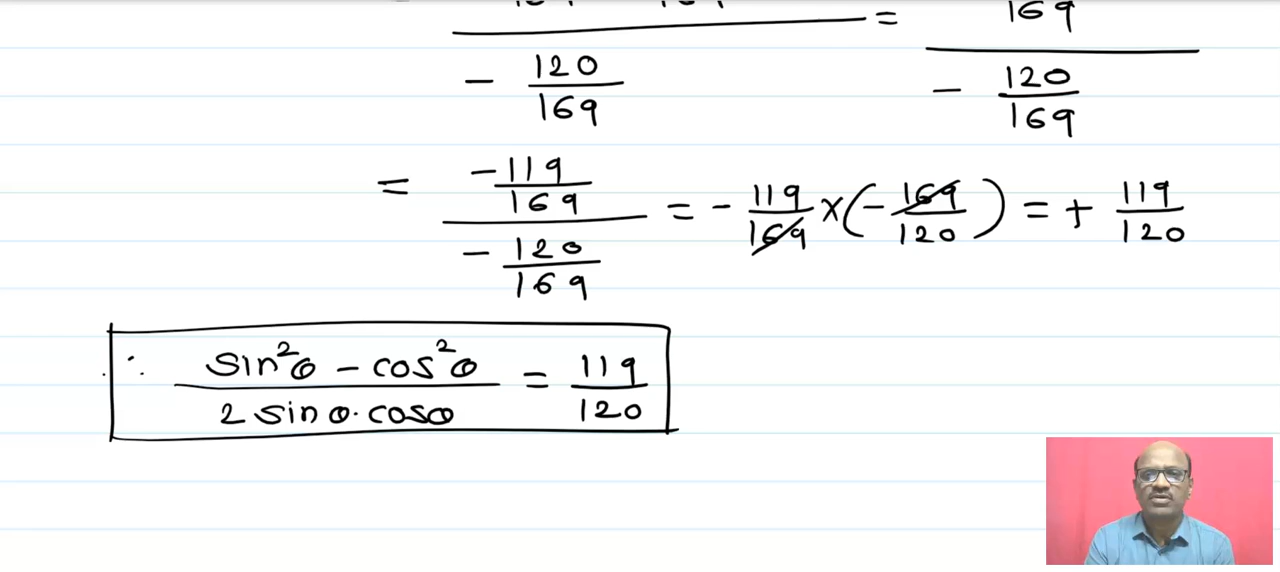 = 169
- 120/169 - 120/169
= (-119/169)/(- 120/169) = - 119/169 × (- 169/120) = + 119/120
∴ (sin²θ - cos²θ)/(2 sinθ·cosθ) = 119/120